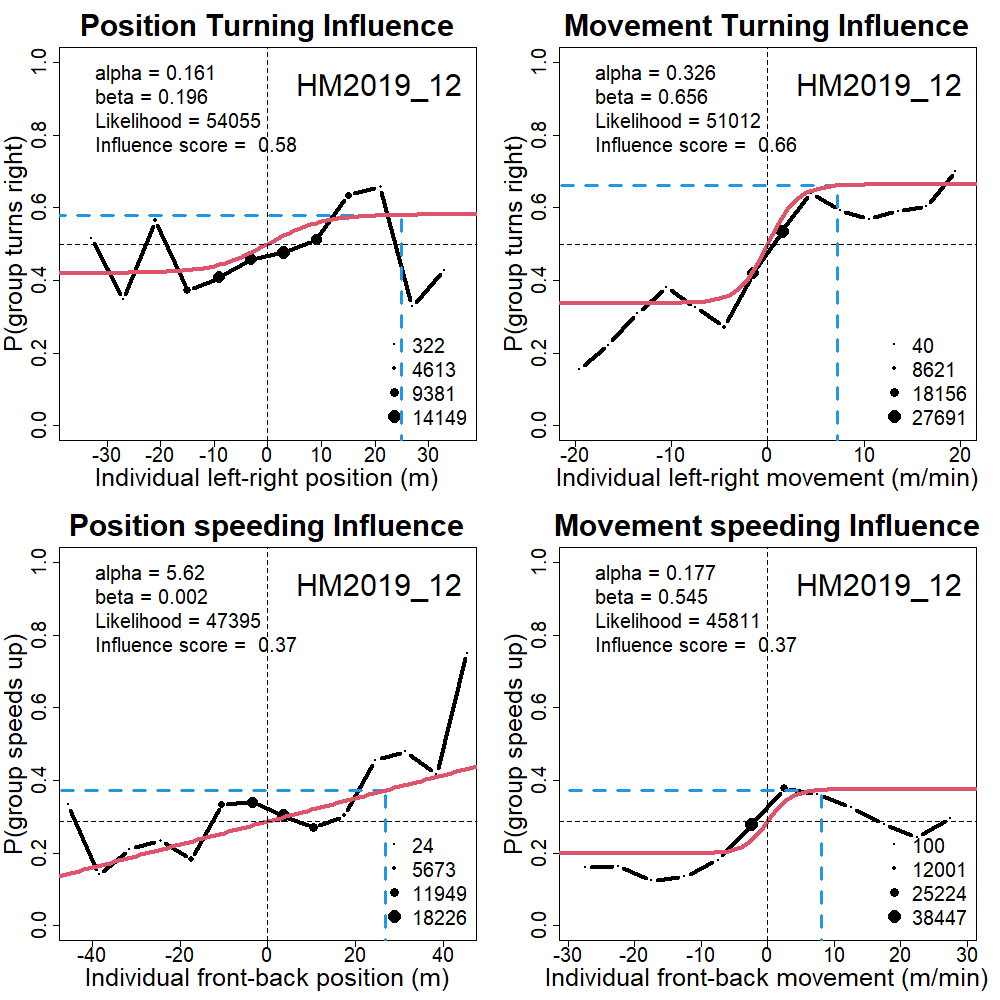 Position Turning Influence
alpha = 0.161
beta = 0.196
Likelihood = 54055
Influence score = 0.58
HM2019_12
P(group turns right)
0.0 0.2 0.4 0.6 0.8 1.0
322
4613
9381
14149
-30 -20 -10 0 10 20 30
Individual left-right position (m)
Movement Turning Influence
alpha = 0.326
beta = 0.656
Likelihood = 51012
Influence score = 0.66
HM2019_12
P(group turns right)
0.0 0.2 0.4 0.6 0.8 1.0
40
8621
18156
27691
-20 -10 0 10 20
Individual left-right movement (m/min)
Position speeding Influence
alpha = 5.62
beta = 0.002
Likelihood = 47395
Influence score = 0.37
HM2019_12
P(group speeds up)
0.0 0.2 0.4 0.6 0.8 1.0
24
5673
11949
18226
-40 -20 0 20 40
Individual front-back position (m)
Movement speeding Influence
alpha = 0.177
beta = 0.545
Likelihood = 45811
Influence score = 0.37
HM2019_12
P(group speeds up)
0.0 0.2 0.4 0.6 0.8 1.0
100
12001
25224
38447
-30 -20 -10 0 10 20 30
Individual front-back movement (m/min)